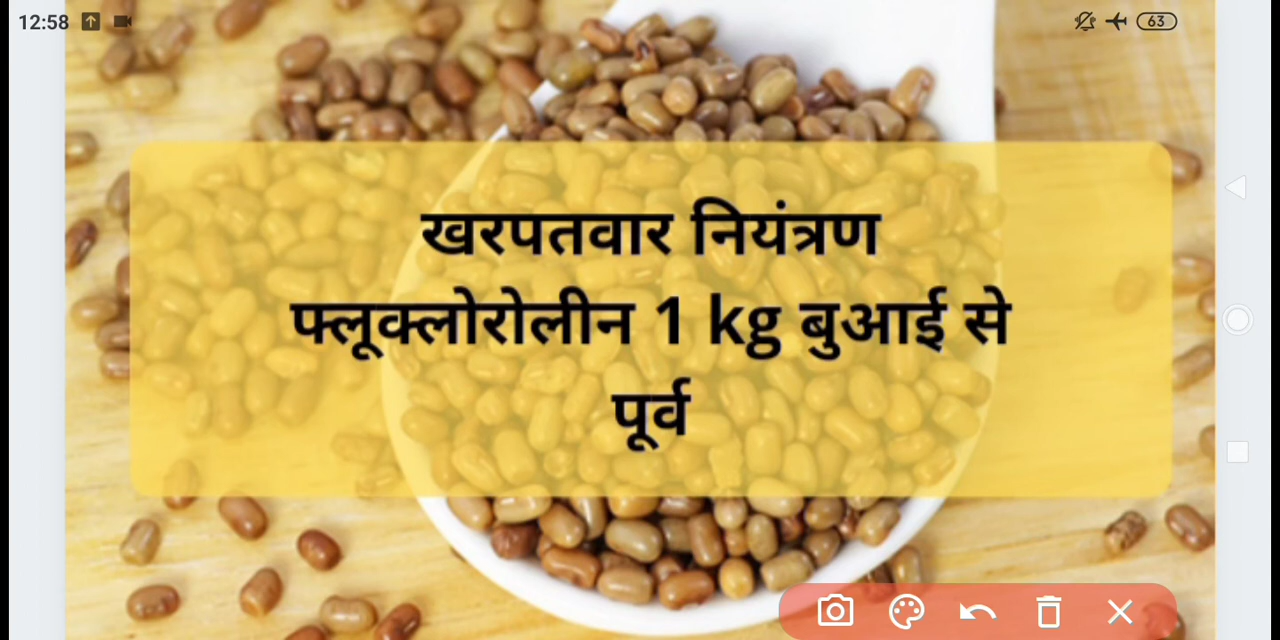 12:58
63
खरपतवार नियंत्रण
फ्लूक्लोरोलीन 1 kg बुआई से
पूर्व